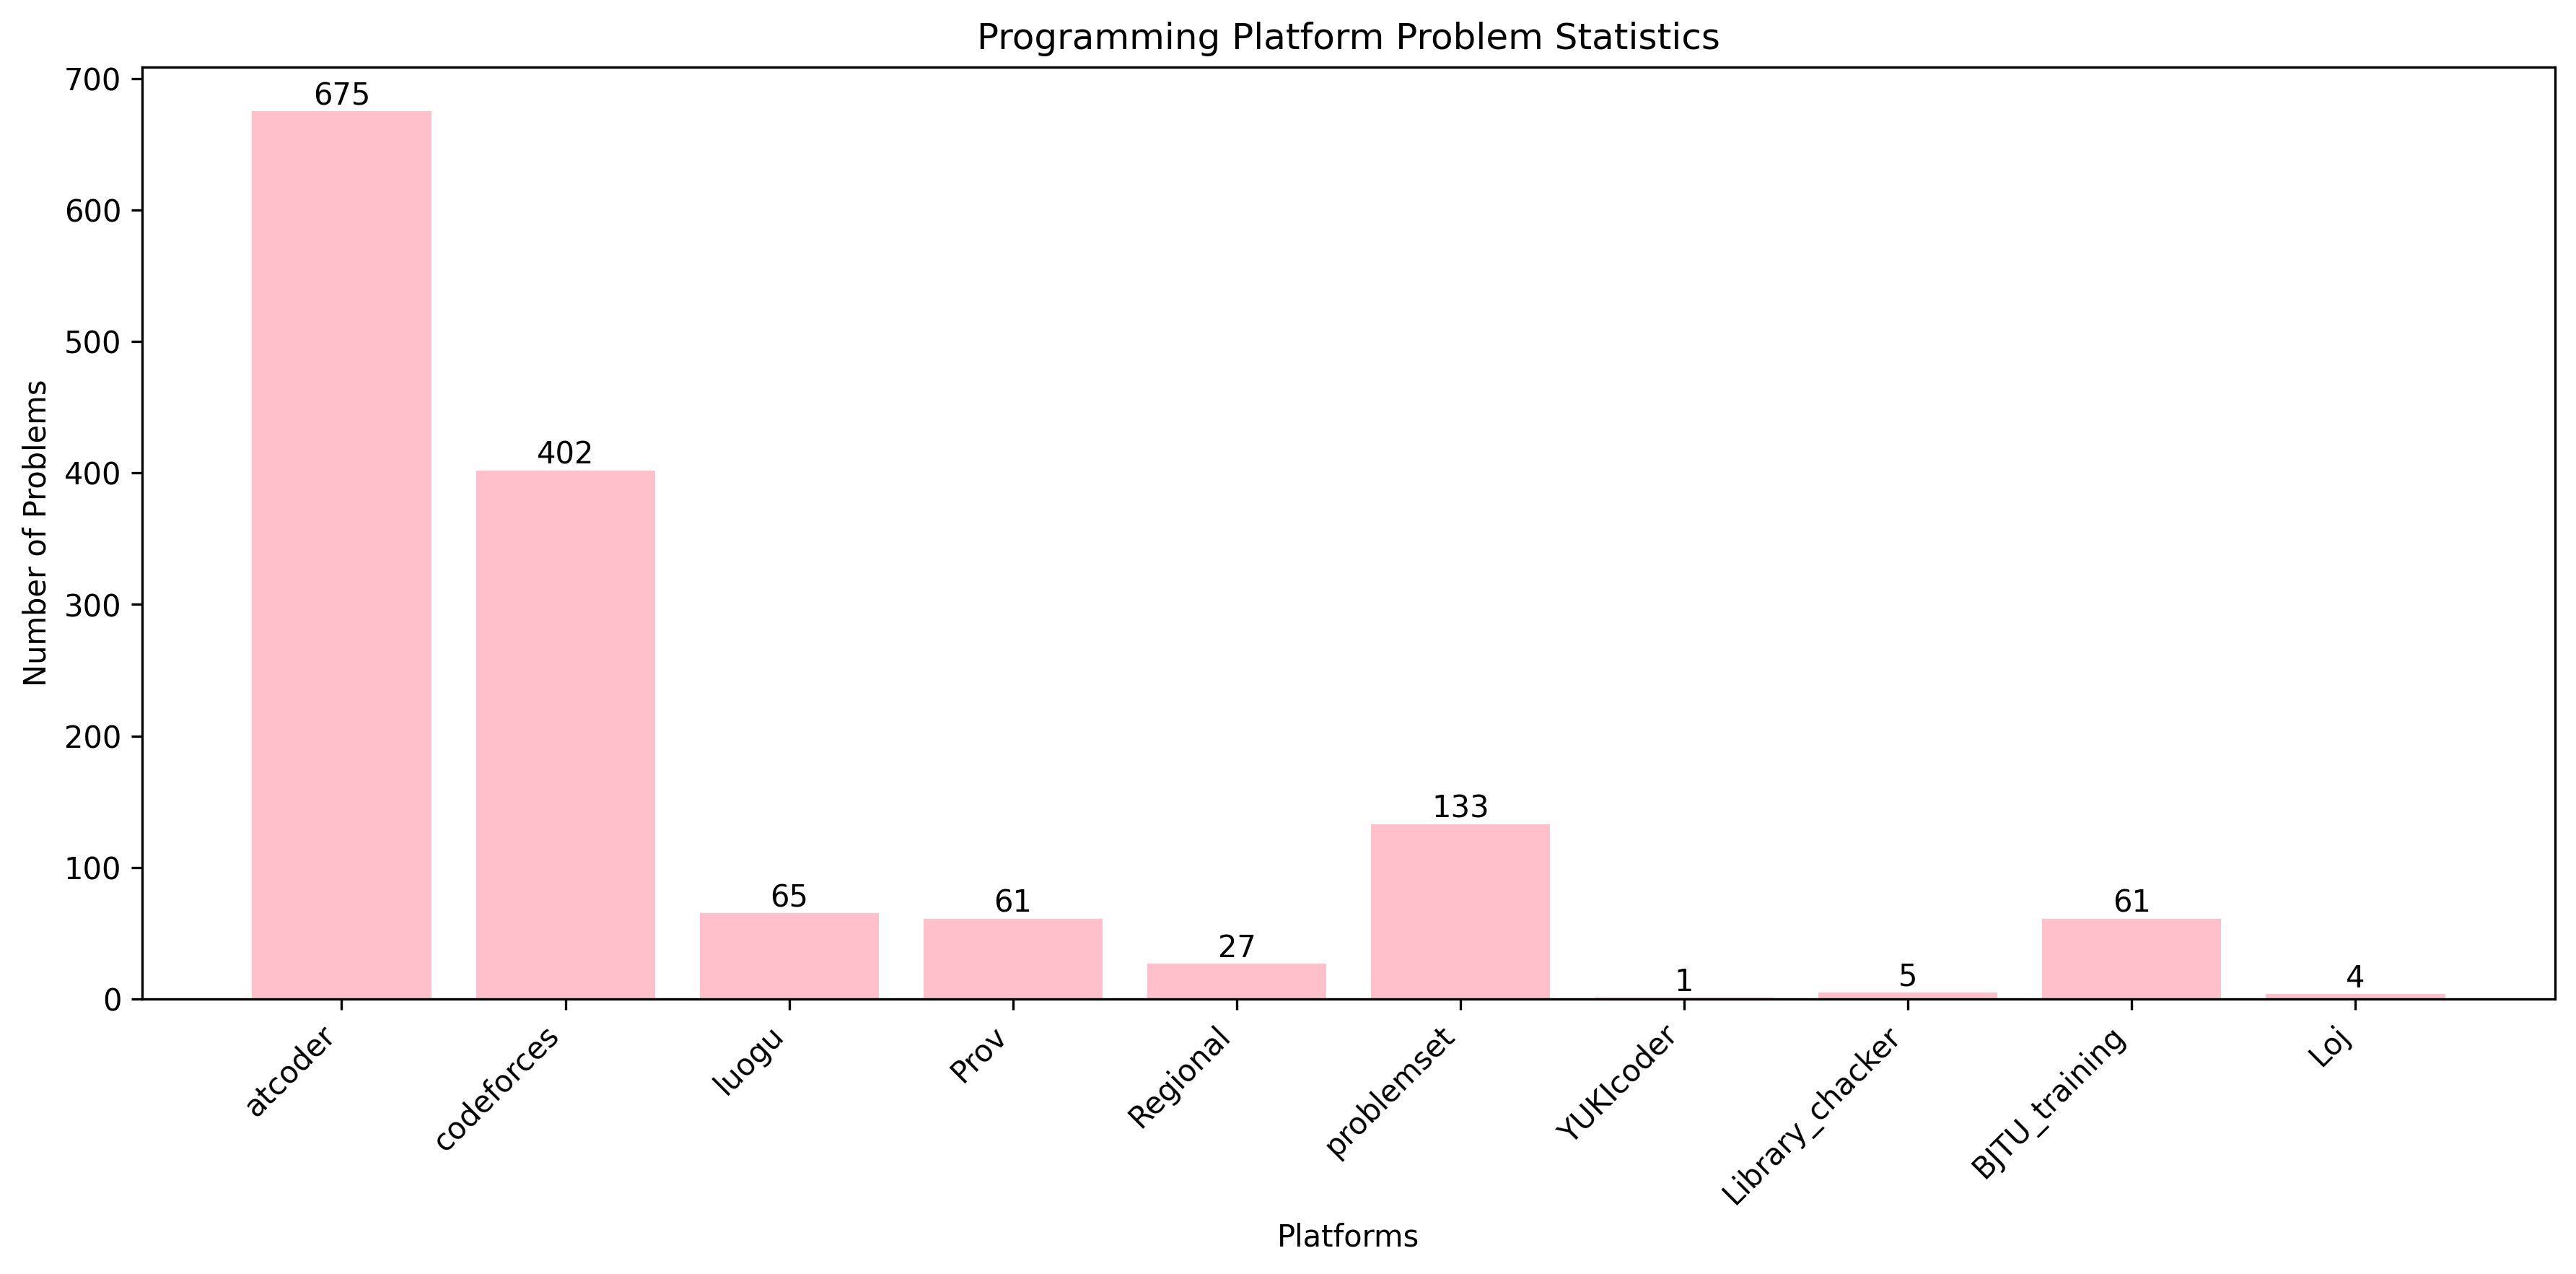 Programming Platform Problem Statistics
Number of Problems
700
600
500
400
300
200
100
0
675
402
65
61
27
133
1
5
61
4
atcoder
codeforces
luogu
Prov
Regional
problemset
YUKIcoder
Library_chacker
BJTU_training
Loj
Platforms